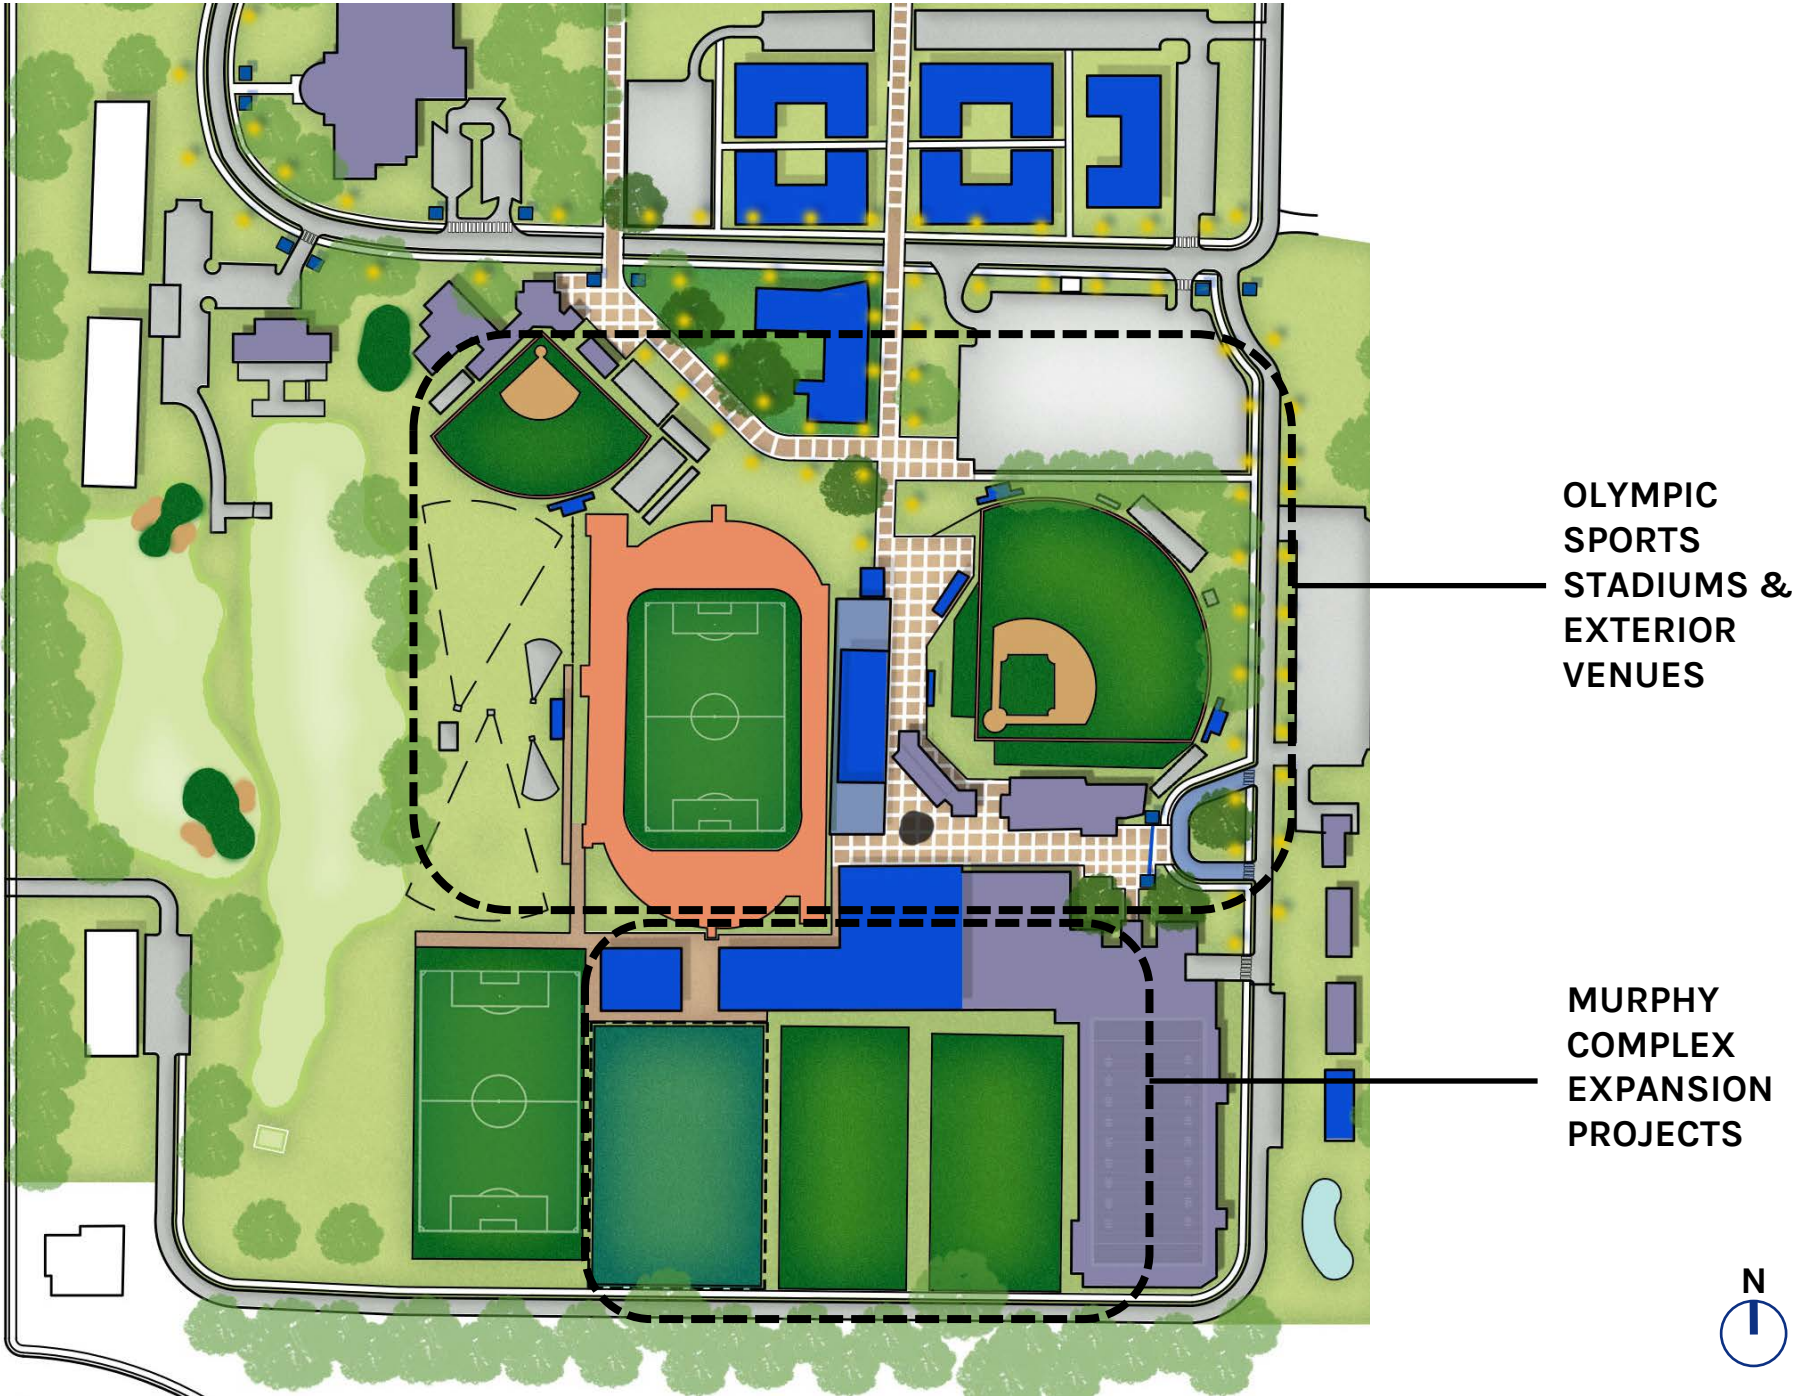 OLYMPIC
SPORTS
STADIUMS &
EXTERIOR
VENUES
MURPHY
COMPLEX
EXPANSION
PROJECTS
N